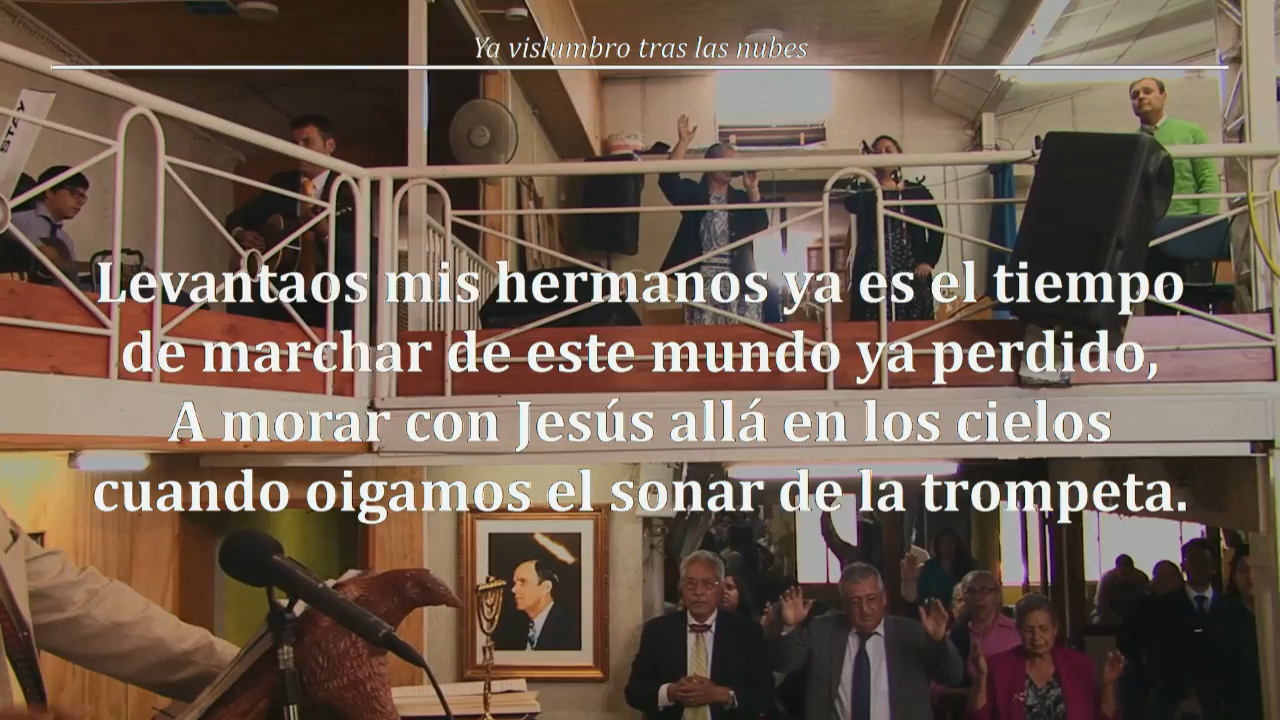 Ya vislumbro tras las nubes
STAY
Levantaos mis hermanos ya es el tiempo
de marchar de este mundo ya perdido,
A morar con Jesús allá en los cielos
cuando oigamos el sonar de la trompeta.